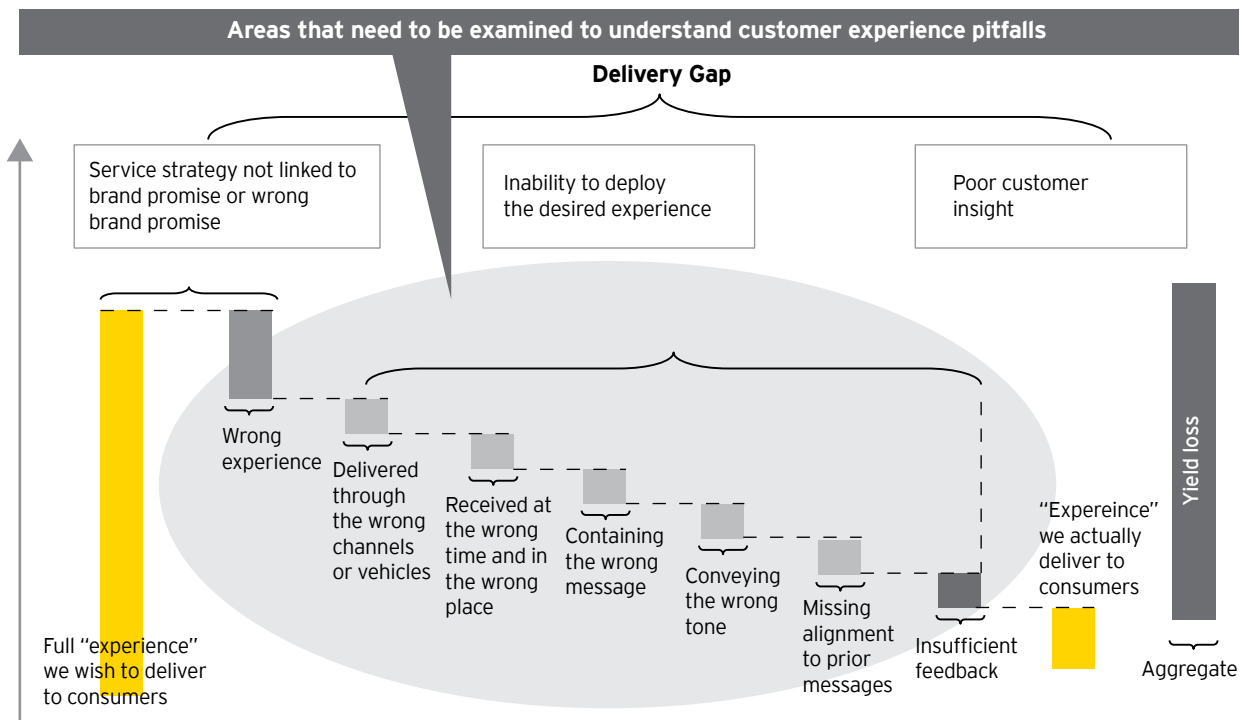 Areas that need to be examined to understand customer experience pitfalls
Delivery Gap
Service strategy not linked to
brand promise or wrong
brand promise
Inability to deploy
the desired experience
Poor customer
insight
Wrong
experience
Delivered
through
the wrong
channels
or vehicles
Received at
the wrong
time and in
the wrong
place
Containing
the wrong
message
Conveying
the wrong
tone
Missing
alignment
to prior
messages
Insufficient
feedback
"Expereince"
we actually
deliver to
consumers
Yield loss
Aggregate
Full "experience"
we wish to deliver
to consumers